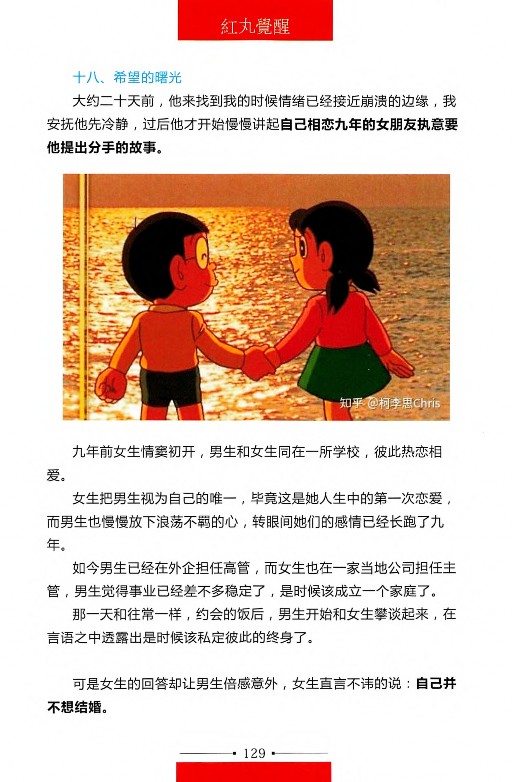 紅丸覺醒
十八、希望的曙光
大约二十天前，他来找到我的时候情绪已经接近崩溃的边缘，我
安抚他先冷静，过后他才开始慢慢讲起自己相恋九年的女朋友执意要
他提出分手的故事。
知乎 @柯李思Chris
九年前女生情窦初开，男生和女生同在一所学校，彼此热恋相
爱。
女生把男生视为自己的唯一，毕竟这是她人生中的第一次恋爱，
而男生也慢慢放下浪荡不羁的心，转眼间她们的感情已经长跑了九
年。
如今男生已经在外企担任高管，而女生也在一家当地公司担任主
管，男生觉得事业已经差不多稳定了，是时候该成立一个家庭了。
那一天和往常一样，约会的饭后，男生开始和女生攀谈起来，在
言语之中透露出是时候该私定彼此的终身了。
可是女生的回答却让男生倍感意外，女生直言不讳的说：自己并
不想结婚。
129